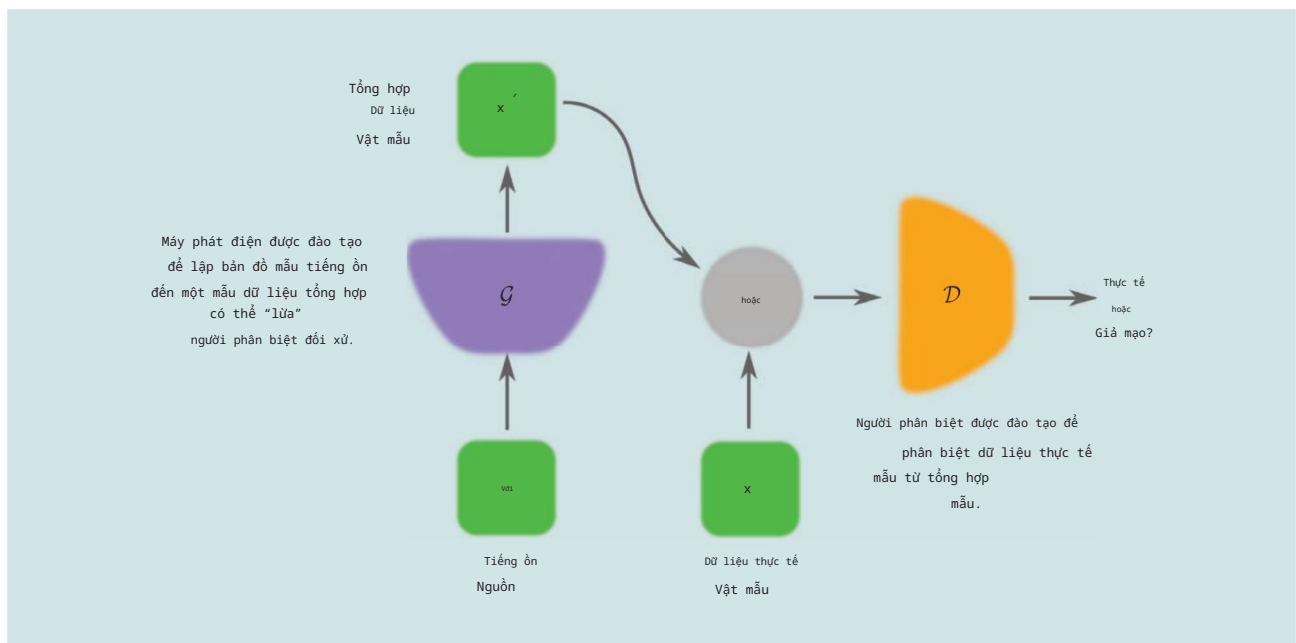 Tổng hợp
Dữ liệu
Vật mẫu
x ′
Máy phát điện được đào tạo
để lập bản đồ mẫu tiếng ồn
đến một mẫu dữ liệu tổng hợp
có thể “lừa”
người phân biệt đối xử.
G
hoặc
D
Thực tế
hoặc
Giả mạo?
Người phân biệt được đào tạo để
phân biệt dữ liệu thực tế
mẫu từ tổng hợp
mẫu.
Với
x
Tiếng ồn
Nguồn
Dữ liệu thực tế
Vật mẫu